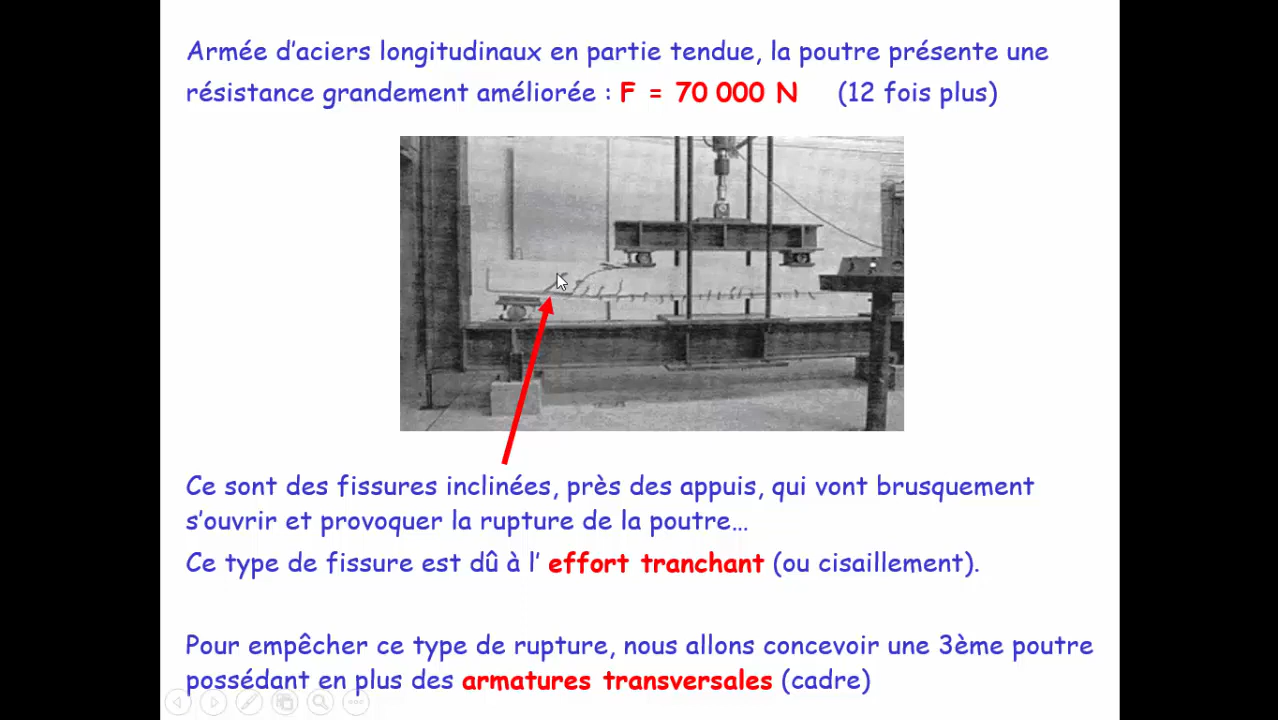 Armée d’aciers longitudinaux en partie tendue, la poutre présente une
résistance grandement améliorée : F = 70 000 N (12 fois plus)
Ce sont des fissures inclinées, près des appuis, qui vont brusquement
s’ouvrir et provoquer la rupture de la poutre…
Ce type de fissure est dû à l’ effort tranchant (ou cisaillement).
Pour empêcher ce type de rupture, nous allons concevoir une 3ème poutre
possédant en plus des armatures transversales (cadre)